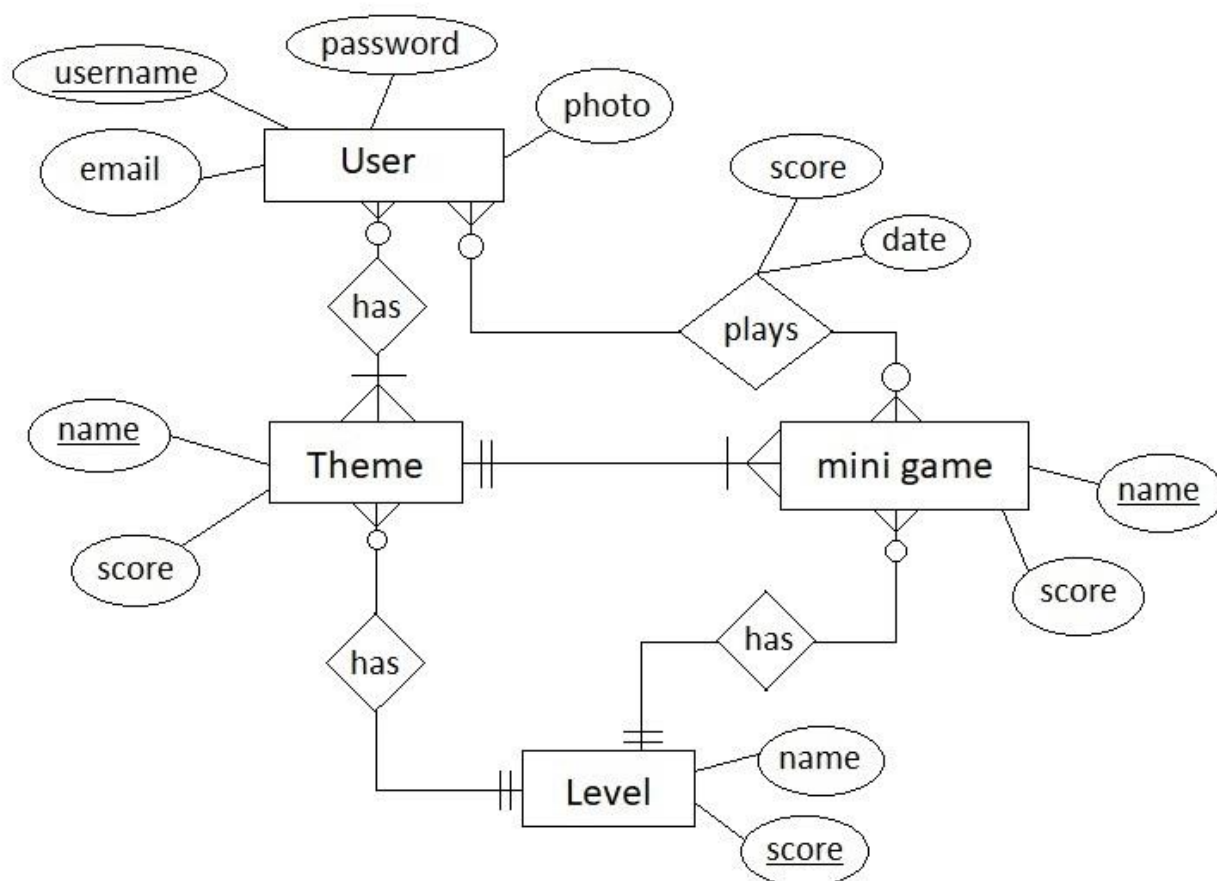 password
username
photo
email
User
score
date
has
plays
name
Theme
mini game
name
score
score
has
has
name
Level
score